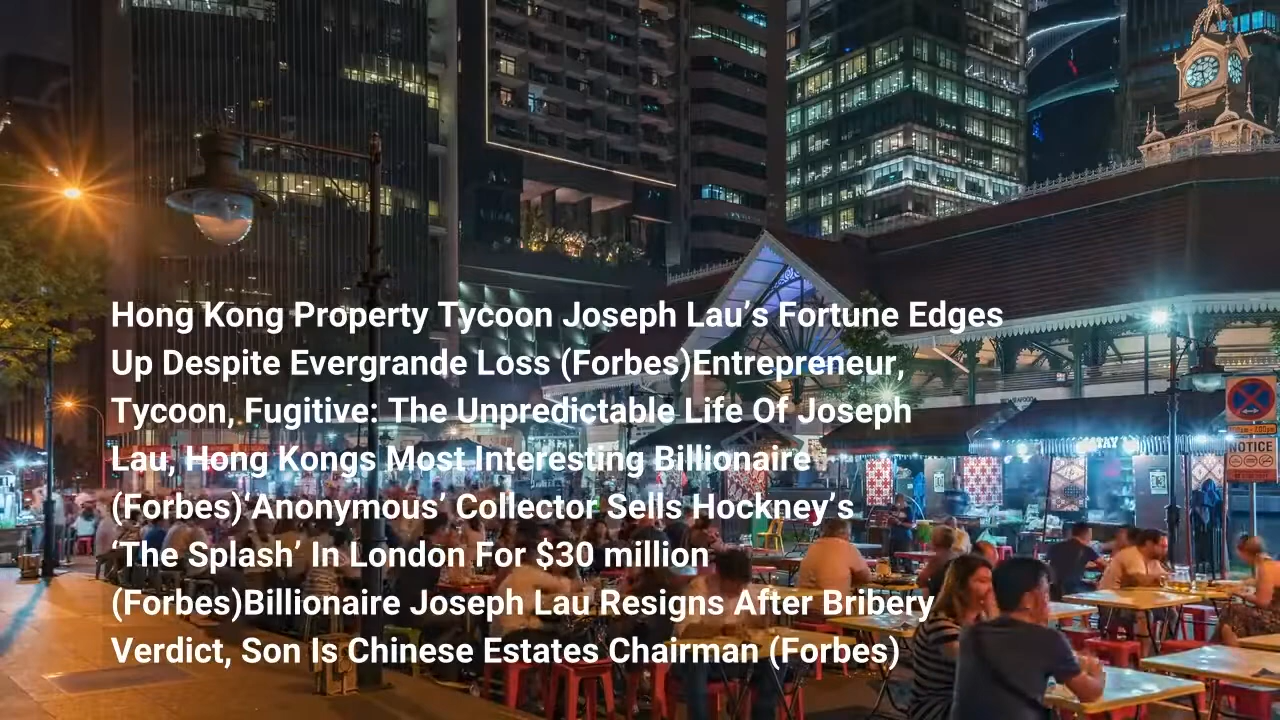 Hong Kong Property Tycoon Joseph Lau’s Fortune Edges
Up Despite Evergrande Loss (Forbes)Entrepreneur,
Tycoon, Fugitive: The Unpredictable Life Of Joseph
Lau, Hong Kongs Most Interesting Billionaire
(Forbes)‘Anonymous’ Collector Sells Hockney’s
‘The Splash’ In London For $30 million
(Forbes)Billionaire Joseph Lau Resigns After Bribery
Verdict, Son Is Chinese Estates Chairman (Forbes)
NOTICE